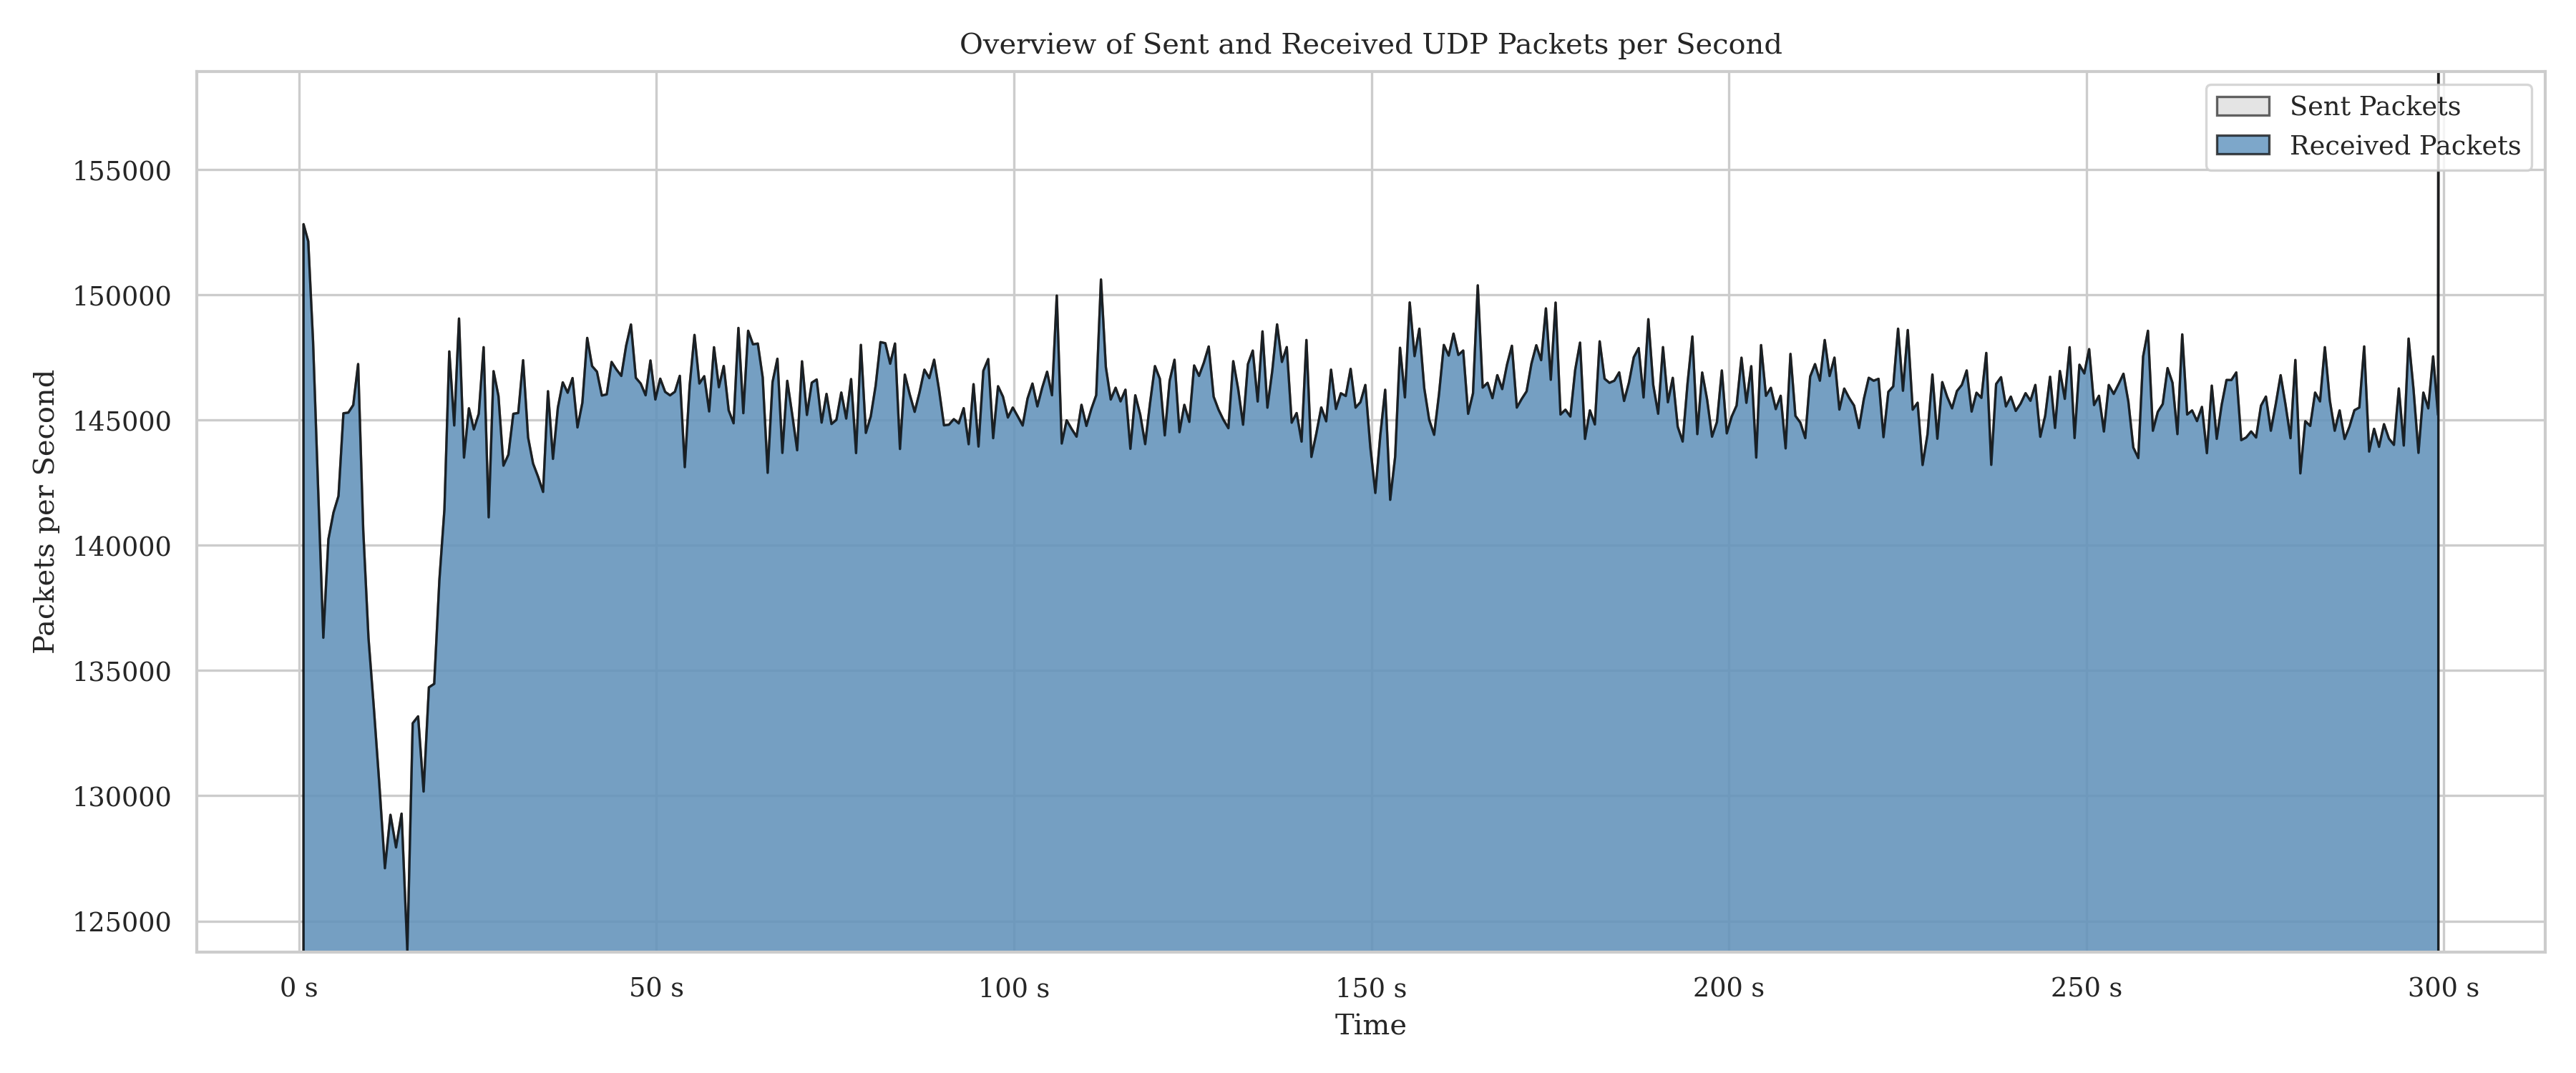 Overview of Sent and Received UDP Packets per Second
Sent Packets
Received Packets
Packets per Second
155000
150000
145000
140000
135000
130000
125000
0 s
50 s
100 s
150 s
200 s
250 s
300 s
Time